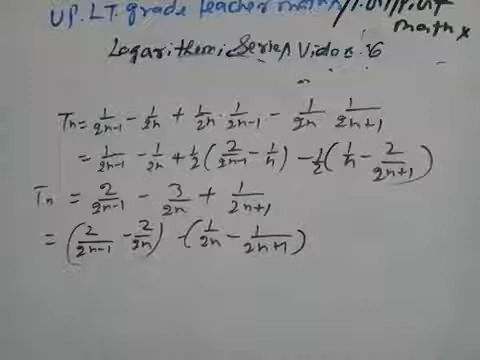 UP. LT. grade teacher math
math x
Logarithmic Series Video 6
Tn = 1/(2n-1) - 1/2n + 1/2n · 1/(2n-1) - 1/2n 1/(2n+1)
= 1/(2n-1) - 1/2n + 1/2 (2/(2n-1) - 1/n) - 1/2 (1/n - 2/(2n+1))
Tn = 2/(2n-1) - 3/2n + 1/(2n+1)
= (2/(2n-1) - 2/2n) - (1/2n - 1/(2n+1))